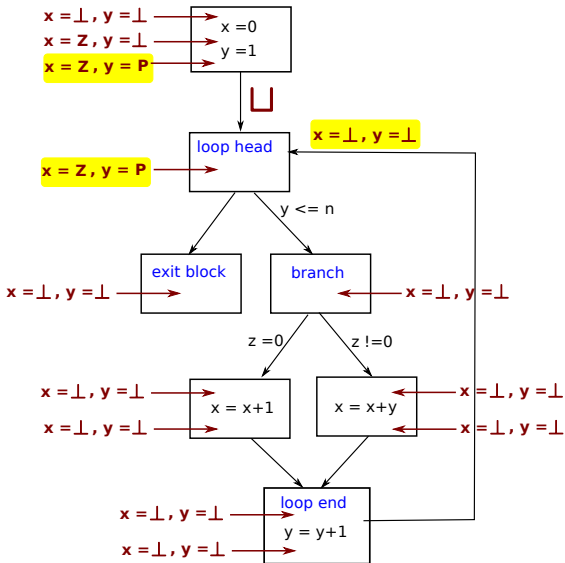 x =⊥, y =⊥
x =0
x = Z, y =⊥
y =1
x = Z, y = P
⊔
x =⊥, y =⊥
loop head
x = Z, y = P
y <= n
exit block
branch
x =⊥, y =⊥
x =⊥, y =⊥
z =0
z !=0
x =⊥, y =⊥
x =⊥, y =⊥
x = x+1
x = x+y
x =⊥, y =⊥
x =⊥, y =⊥
loop end
x =⊥, y =⊥
y = y+1
x =⊥, y =⊥